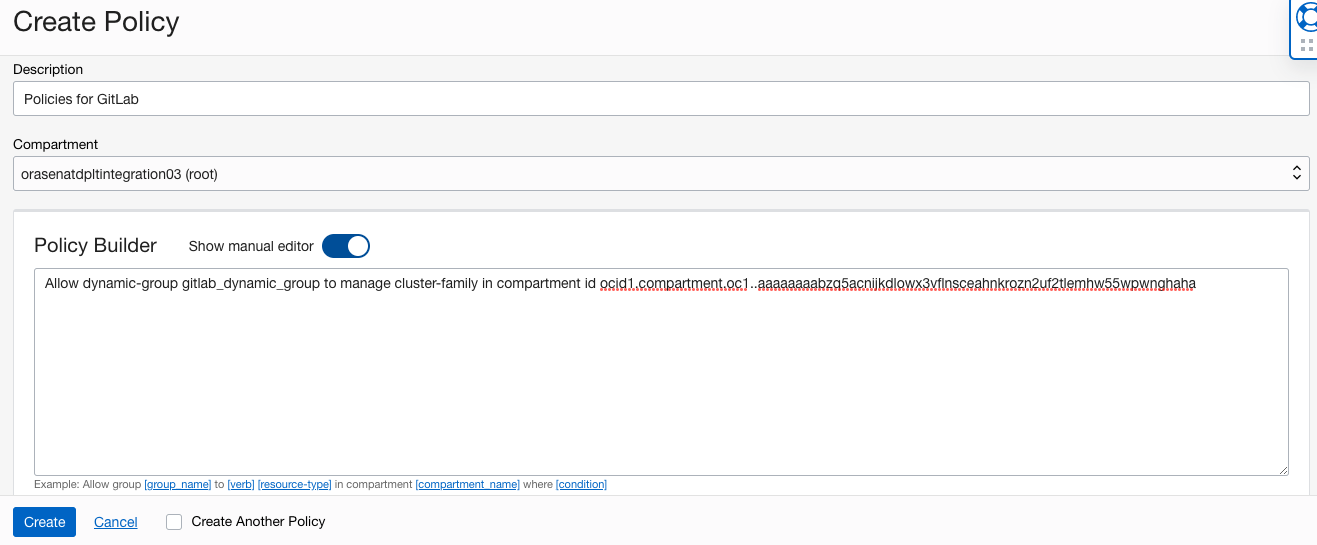 Create Policy
Description
Policies for GitLab
Compartment
orasenatdpltintegration03 (root)
Policy Builder Show manual editor
Allow dynamic-group gitlab_dynamic_group to manage cluster-family in compartment id ocid1.compartment.oc1..aaaaaaaabzq5acnijkdlowx3vflnsceahnkrozn2uf2tlemhw55wpwnghaha
Example: Allow group [group_name] to [verb] [resource-type] in compartment [compartment_name] where [condition]
Create Cancel Create Another Policy